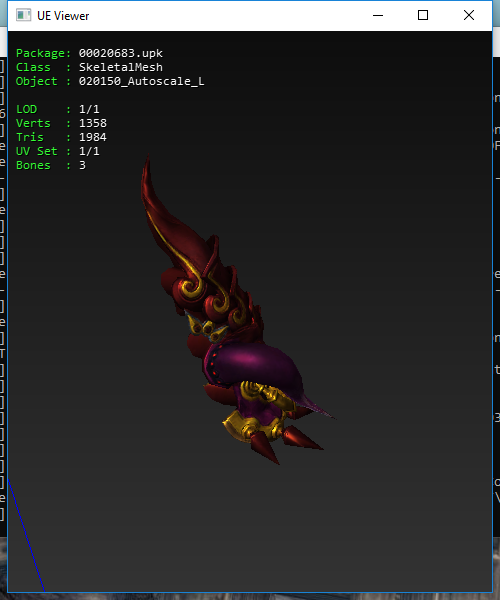 UE Viewer
Package: 00020683.upk
Class : SkeletalMesh
Object : 020150_Autoscale_L
LOD : 1/1
Verts : 1358
Tris : 1984
UV Set : 1/1
Bones : 3